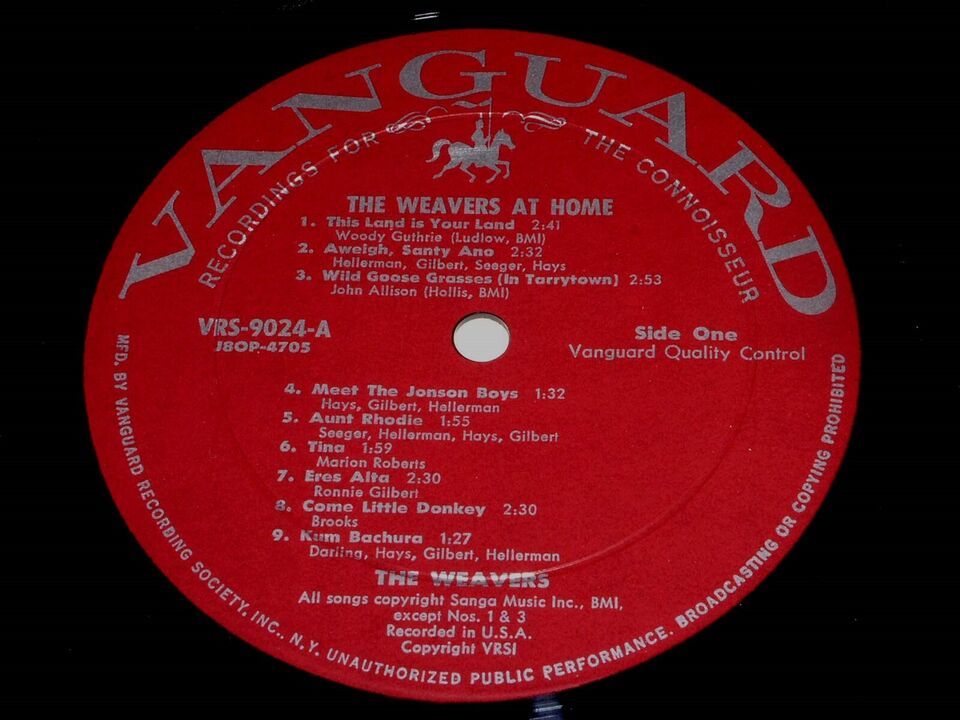 VANGUARD
RECORDINGS FOR THE CONNOISSEUR
THE WEAVERS AT HOME
1. This Land is Your Land 2:41
Woody Guthrie (Ludlow, BMI)
2. Aweigh, Santy Ano 2:32
Hellerman, Gilbert, Seeger, Hays
3. Wild Goose Grasses (In Tarrytown) 2:53
John Allison (Hollis, BMI)
VRS-9024-A
J8OP-4705
Side One
Vanguard Quality Control
4. Meet The Jonson Boys 1:32
Hays, Gilbert, Hellerman
5. Aunt Rhodie 1:55
Seeger, Hellerman, Hays, Gilbert
6. Tina 1:59
Marion Roberts
7. Eres Alta 2:30
Ronnie Gilbert
8. Come Little Donkey 2:30
Brooks
9. Kum Bachura 1:27
Darling, Hays, Gilbert, Hellerman
THE WEAVERS
All songs copyright Sanga Music Inc., BMI,
except Nos. 1 & 3
Recorded in U.S.A.
Copyright VRSI
MFD. BY VANGUARD RECORDING SOCIETY, INC., N.Y. UNAUTHORIZED PUBLIC PERFORMANCE, BROADCASTING OR COPYING PROHIBITED